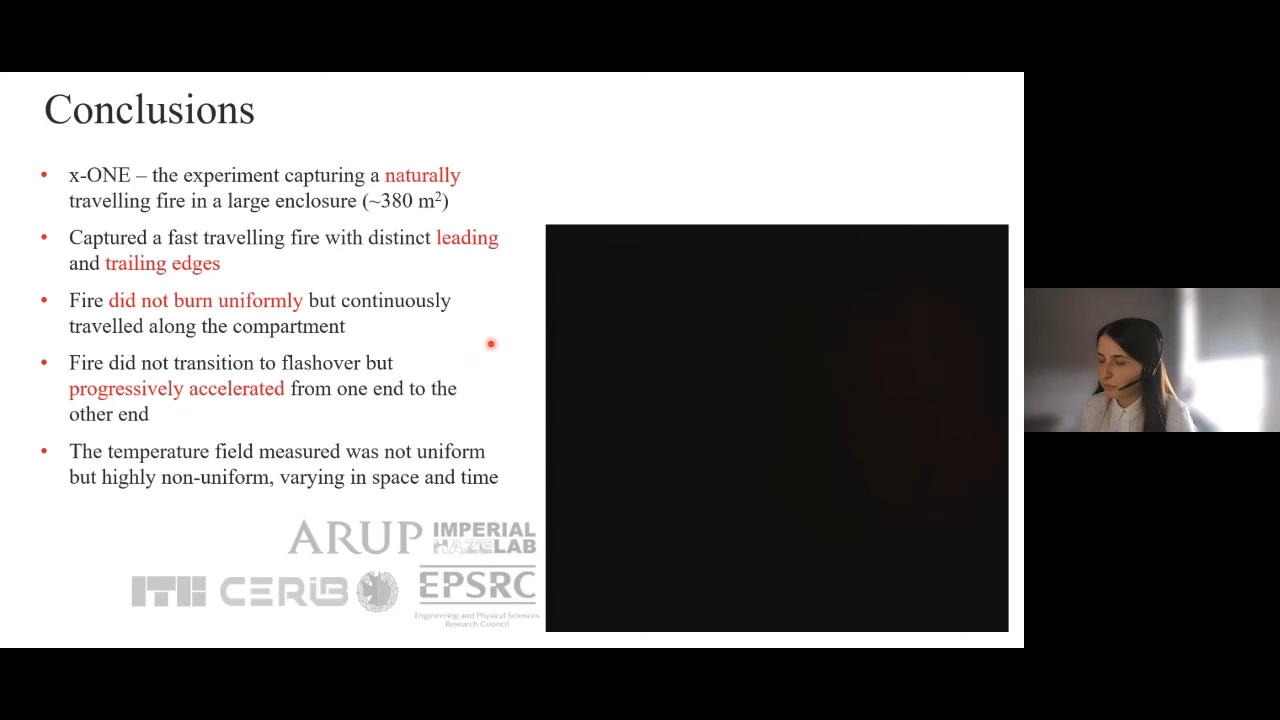 Conclusions
• x-ONE – the experiment capturing a naturally
travelling fire in a large enclosure (~380 m²)
• Captured a fast travelling fire with distinct leading
and trailing edges
• Fire did not burn uniformly but continuously
travelled along the compartment
• Fire did not transition to flashover but
progressively accelerated from one end to the
other end
• The temperature field measured was not uniform
but highly non-uniform, varying in space and time
ARUP
IMPERIAL
HAZELAB
ITB
CERIB
EPSRC
Engineering and Physical Sciences
Research Council